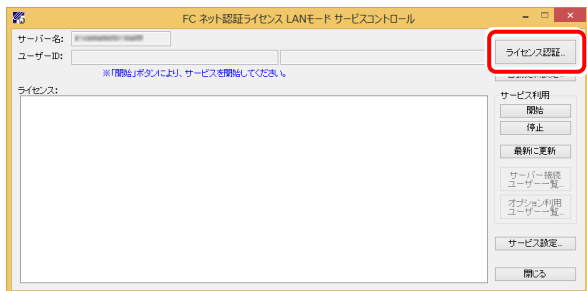 FC ネット認証ライセンス LANモード サービスコントロール
サーバー名:
ユーザーID:
※「開始」ボタンにより、サービスを開始してください。
ライセンス認証...
ライセンス:
サービス利用
開始
停止
最新に更新
サーバー接続
ユーザー一覧...
オプション利用
ユーザー一覧...
サービス設定...
閉じる